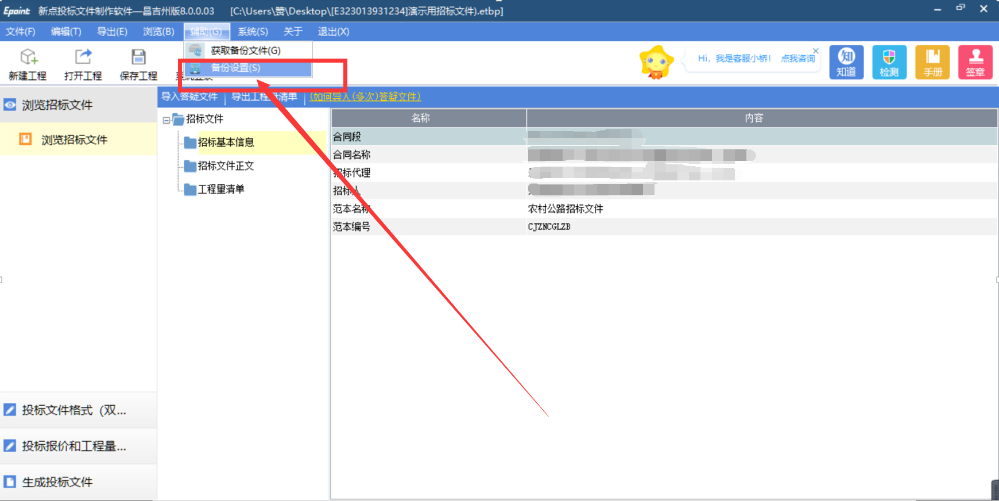 Epoint 新点投标文件制作软件—昌吉州版8.0.0.03 [C:\Users\赞\Desktop\[E323013931234]演示用招标文件).etbp]
文件(F) 编辑(T) 导出(E) 浏览(B) 辅助(G) 系统(S) 关于 退出(X)
获取备份文件(G)
备份设置(S)
新建工程 打开工程 保存工程
Hi，我是客服小桥！ 点我咨询
知 知道 检测 手册 签章
导入答疑文件 导出工程量清单 (如何导入(多次)答疑文件)
浏览招标文件
浏览招标文件
招标文件
招标基本信息
招标文件正文
工程量清单
名称 内容
合同段
合同名称
招标代理
招标人
范本名称 农村公路招标文件
范本编号 CJZNCGLZB
投标文件格式（双...
投标报价和工程量...
生成投标文件